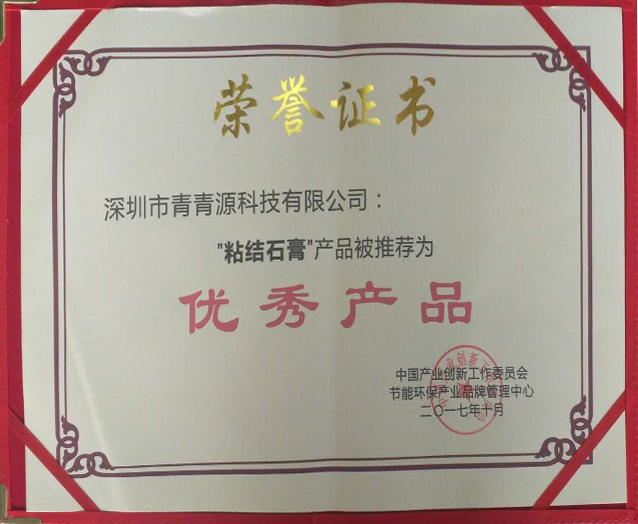 荣誉证书
深圳市青青源科技有限公司：
"粘结石膏"产品被推荐为
优秀产品
中国产业创新工作委员会
节能环保产业品牌管理中心
二〇一七年十月